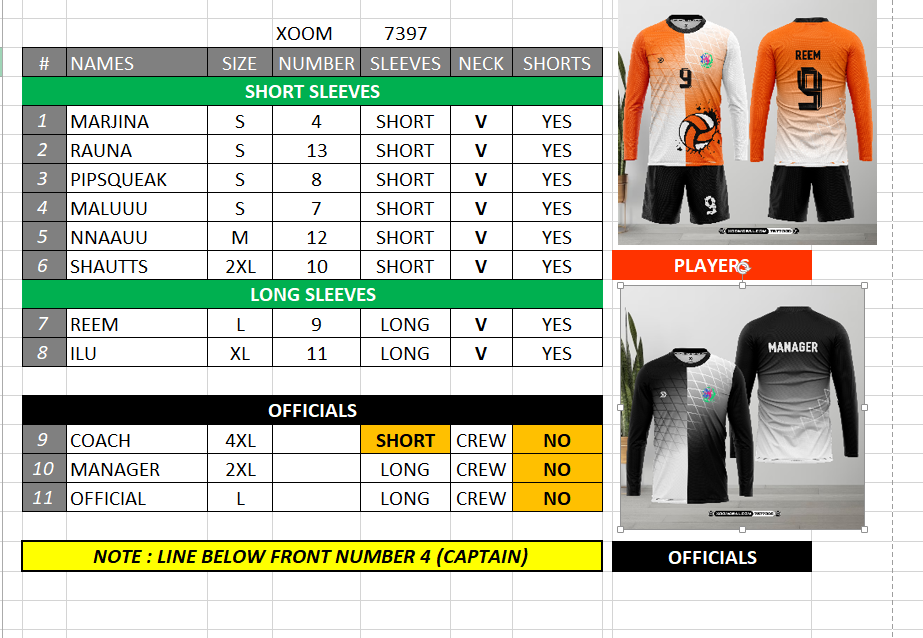 XOOM 7397
# NAMES SIZE NUMBER SLEEVES NECK SHORTS
SHORT SLEEVES
1 MARJINA S 4 SHORT V YES
2 RAUNA S 13 SHORT V YES
3 PIPSQUEAK S 8 SHORT V YES
4 MALUUU S 7 SHORT V YES
5 NNAAUU M 12 SHORT V YES
6 SHAUTTS 2XL 10 SHORT V YES
LONG SLEEVES
7 REEM L 9 LONG V YES
8 ILU XL 11 LONG V YES
OFFICIALS
9 COACH 4XL SHORT CREW NO
10 MANAGER 2XL LONG CREW NO
11 OFFICIAL L LONG CREW NO
NOTE : LINE BELOW FRONT NUMBER 4 (CAPTAIN)
REEM
9
9
9
PLAYERS
MANAGER
OFFICIALS